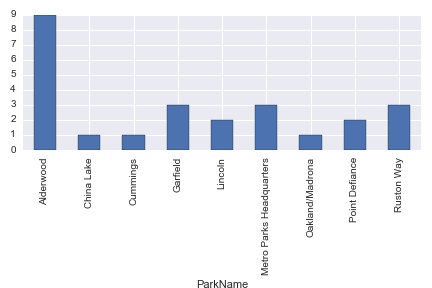 9
8
7
6
5
4
3
2
1
0
Alderwood
China Lake
Cummings
Garfield
Lincoln
Metro Parks Headquarters
Oakland/Madrona
Point Defiance
Ruston Way
ParkName